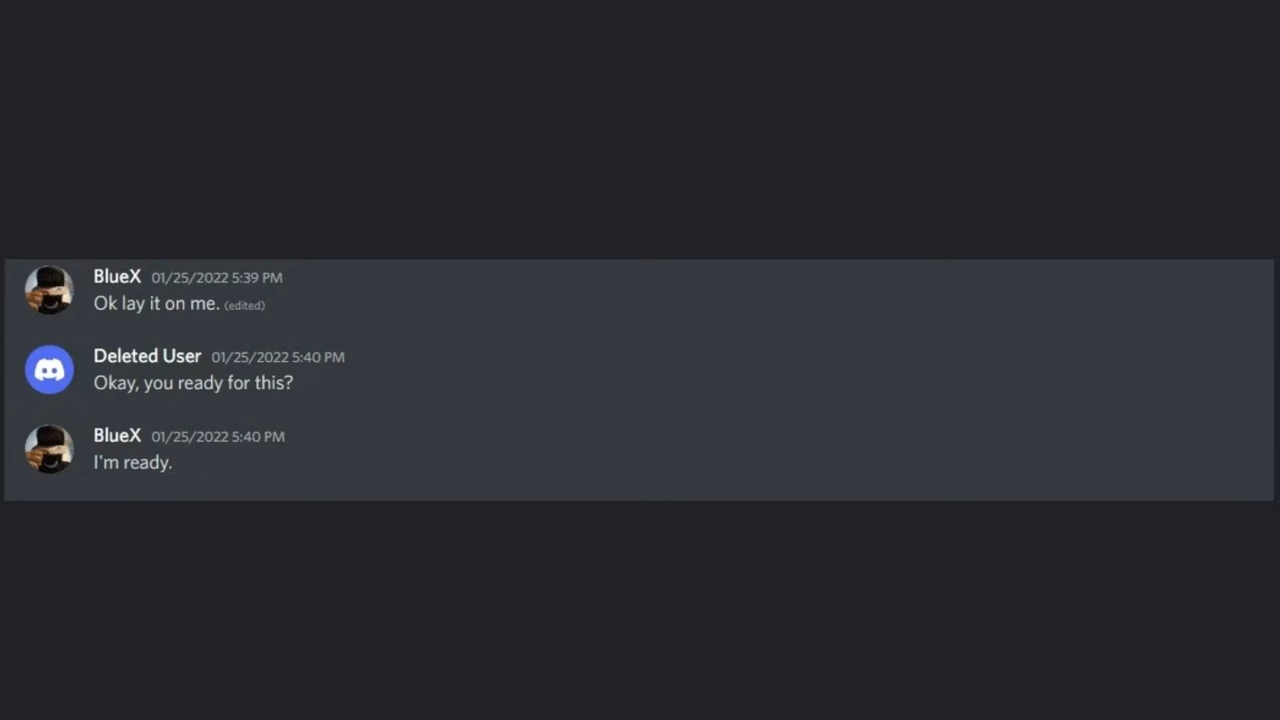 BlueX 01/25/2022 5:39 PM
Ok lay it on me. (edited)
Deleted User 01/25/2022 5:40 PM
Okay, you ready for this?
BlueX 01/25/2022 5:40 PM
I'm ready.